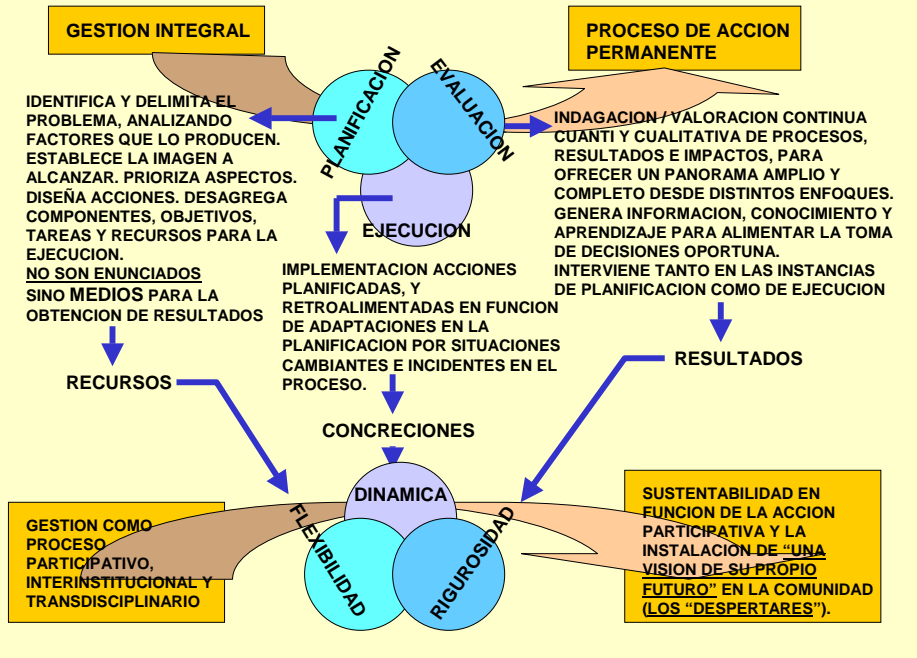 GESTION INTEGRAL
PROCESO DE ACCION
PERMANENTE
PLANIFICACION
EVALUACION
EJECUCION
IDENTIFICA Y DELIMITA EL
PROBLEMA, ANALIZANDO
FACTORES QUE LO PRODUCEN.
ESTABLECE LA IMAGEN A
ALCANZAR. PRIORIZA ASPECTOS.
DISEÑA ACCIONES. DESAGREGA
COMPONENTES, OBJETIVOS,
TAREAS Y RECURSOS PARA LA
EJECUCION.
NO SON ENUNCIADOS
SINO MEDIOS PARA LA
OBTENCION DE RESULTADOS
IMPLEMENTACION ACCIONES
PLANIFICADAS, Y
RETROALIMENTADAS EN FUNCION
DE ADAPTACIONES EN LA
PLANIFICACION POR SITUACIONES
CAMBIANTES E INCIDENTES EN EL
PROCESO.
INDAGACION / VALORACION CONTINUA
CUANTI Y CUALITATIVA DE PROCESOS,
RESULTADOS E IMPACTOS, PARA
OFRECER UN PANORAMA AMPLIO Y
COMPLETO DESDE DISTINTOS ENFOQUES.
GENERA INFORMACION, CONOCIMIENTO Y
APRENDIZAJE PARA ALIMENTAR LA TOMA
DE DECISIONES OPORTUNA.
INTERVIENE TANTO EN LAS INSTANCIAS
DE PLANIFICACION COMO DE EJECUCION
RECURSOS
CONCRECIONES
RESULTADOS
DINAMICA
FLEXIBILIDAD
RIGUROSIDAD
GESTION COMO
PROCESO
PARTICIPATIVO,
INTERINSTITUCIONAL Y
TRANSDISCIPLINARIO
SUSTENTABILIDAD EN
FUNCION DE LA ACCION
PARTICIPATIVA Y LA
INSTALACION DE “UNA
VISION DE SU PROPIO
FUTURO” EN LA COMUNIDAD
(LOS “DESPERTARES”).